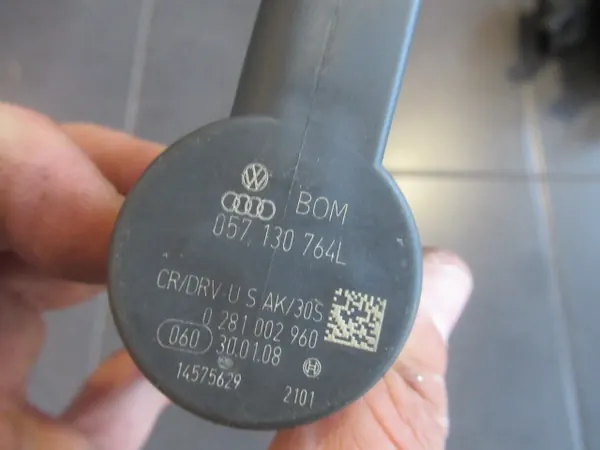 BOM
057 130 764L
CR/DRV-U S AK/30S
0 281 002 960
060 30.01.08
14575629 2101